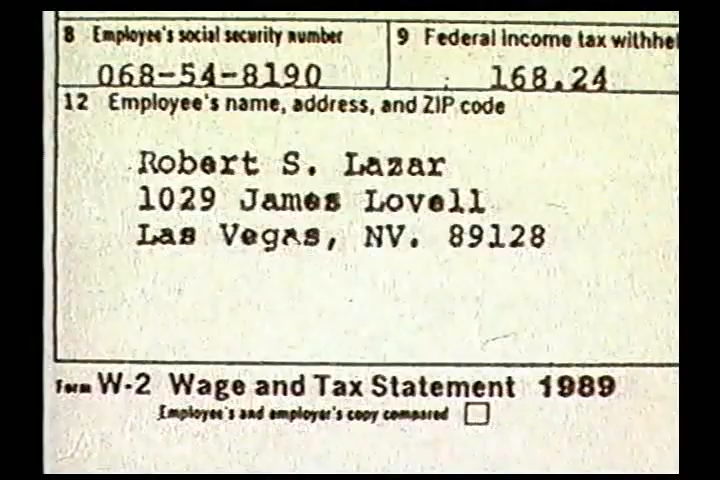 8 Employee's social security number 9 Federal income tax withhel
068-54-8190 168.24
12 Employee's name, address, and ZIP code
Robert S. Lazar
1029 James Lovell
Las Vegas, NV. 89128
Form W-2 Wage and Tax Statement 1989
Employee's and employer's copy compared